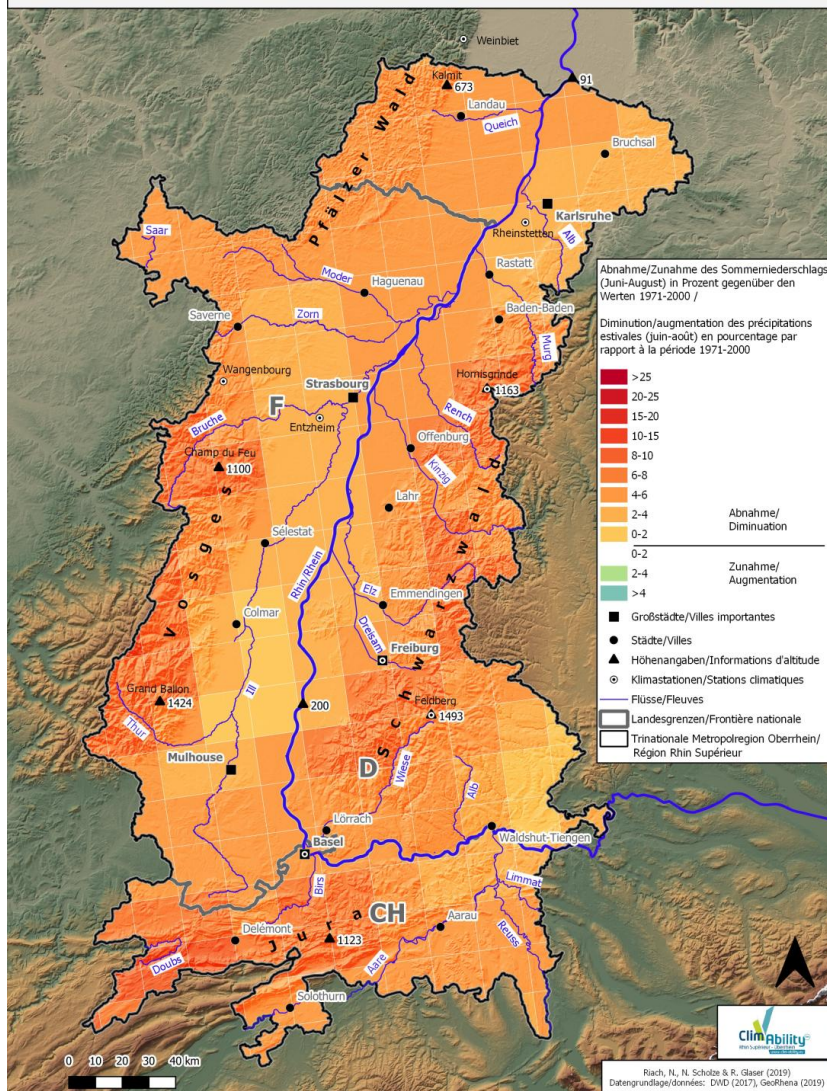 Weinbiet
Kalmit
673
91
Landau
Queich
Bruchsal
Pfälzer Wald
Karlsruhe
Rheinstetten
Alb
Saar
Moder
Haguenau
Rastatt
Zorn
Saverne
Baden-Baden
Murg
Wangenbourg
Strasbourg
Hornisgrinde
1163
F
Entzheim
Bruche
Rench
Offenburg
Kinzig
Champ du Feu
1100
Lahr
Vosges
Schwarzwald
Sélestat
Rhin/Rhein
Elz
Emmendingen
Colmar
Dreisam
Freiburg
Ill
Grand Ballon
1424
Thur
200
Feldberg
1493
Mulhouse
D
Wiese
Alb
Lörrach
Basel
Waldshut-Tiengen
Birs
Limmat
CH
Jura
Delémont
1123
Aarau
Reuss
Doubs
Aare
Solothurn
Abnahme/Zunahme des Sommerniederschlags
(Juni-August) in Prozent gegenüber den
Werten 1971-2000 /
Diminution/augmentation des précipitations
estivales (juin-août) en pourcentage par
rapport à la période 1971-2000
>25
20-25
15-20
10-15
8-10
6-8
4-6
2-4 Abnahme/
0-2 Diminuation
0-2 Zunahme/
2-4 Augmentation
>4
Großstädte/Villes importantes
Städte/Villes
Höhenangaben/Informations d'altitude
Klimastationen/Stations climatiques
Flüsse/Fleuves
Landesgrenzen/Frontière nationale
Trinationale Metropolregion Oberrhein/
Région Rhin Supérieur
0 10 20 30 40 km
ClimAbility
Rhin Supérieur - Oberrhein
Riach, N., N. Scholze & R. Glaser (2019)
Datengrundlage/données: DWD (2017), GeoRhena (2019)